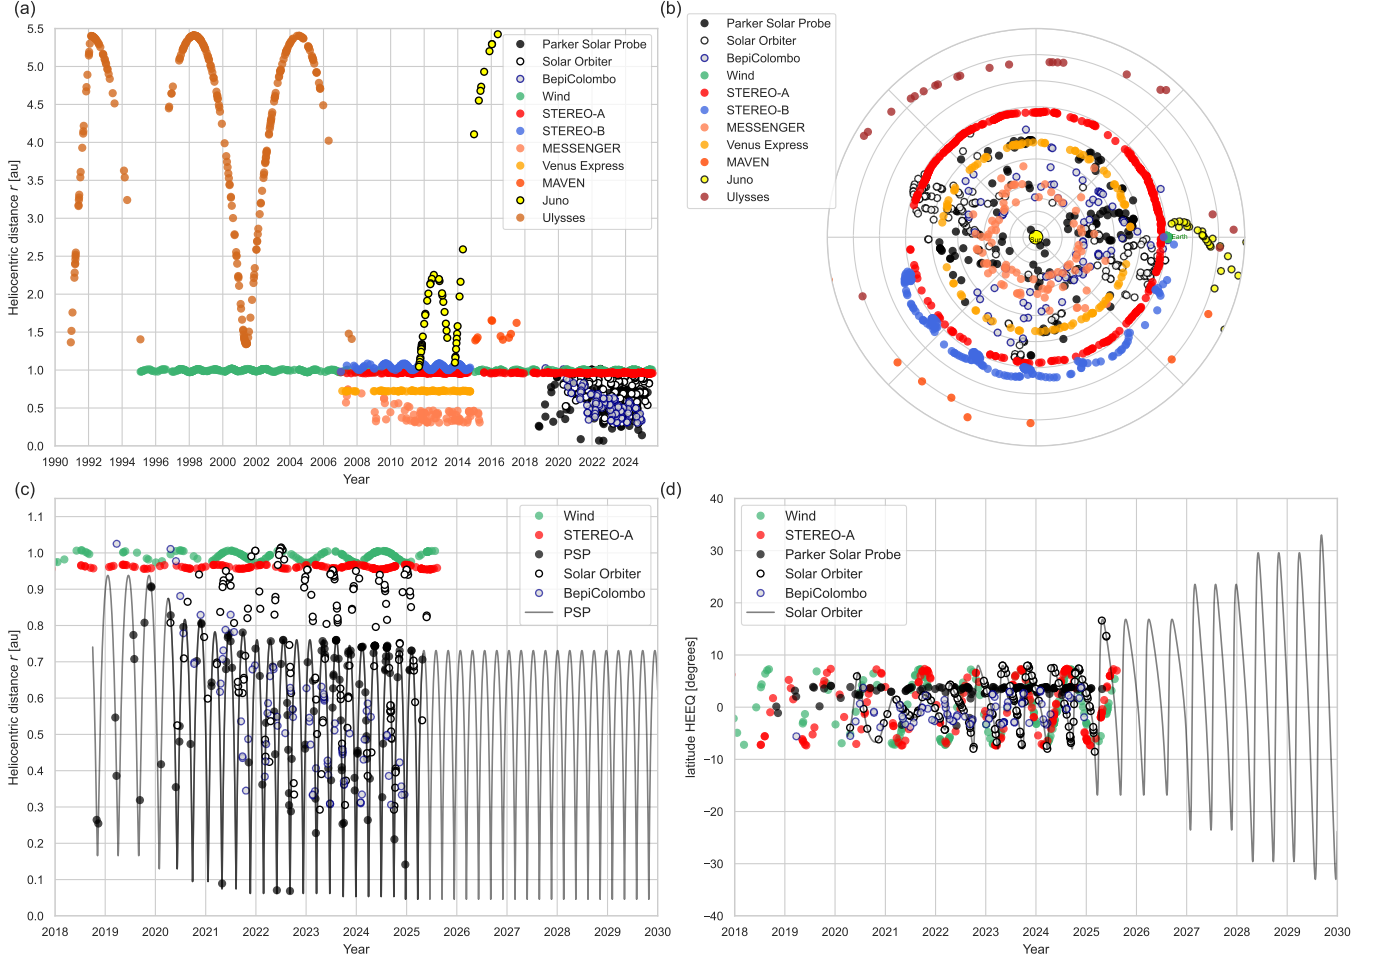 (a)
Heliocentric distance r [au]
5.5
5.0
4.5
4.0
3.5
3.0
2.5
2.0
1.5
1.0
0.5
0.0
1990 1992 1994 1996 1998 2000 2002 2004 2006 2008 2010 2012 2014 2016 2018 2020 2022 2024
Year
Parker Solar Probe
Solar Orbiter
BepiColombo
Wind
STEREO-A
STEREO-B
MESSENGER
Venus Express
MAVEN
Juno
Ulysses
(b)
Parker Solar Probe
Solar Orbiter
BepiColombo
Wind
STEREO-A
STEREO-B
MESSENGER
Venus Express
MAVEN
Juno
Ulysses
Sun
Earth
(c)
Heliocentric distance r [au]
1.1
1.0
0.9
0.8
0.7
0.6
0.5
0.4
0.3
0.2
0.1
0.0
2018 2019 2020 2021 2022 2023 2024 2025 2026 2027 2028 2029 2030
Year
Wind
STEREO-A
PSP
Solar Orbiter
BepiColombo
PSP
(d)
latitude HEEQ [degrees]
40
30
20
10
0
−10
−20
−30
−40
2018 2019 2020 2021 2022 2023 2024 2025 2026 2027 2028 2029 2030
Year
Wind
STEREO-A
Parker Solar Probe
Solar Orbiter
BepiColombo
Solar Orbiter